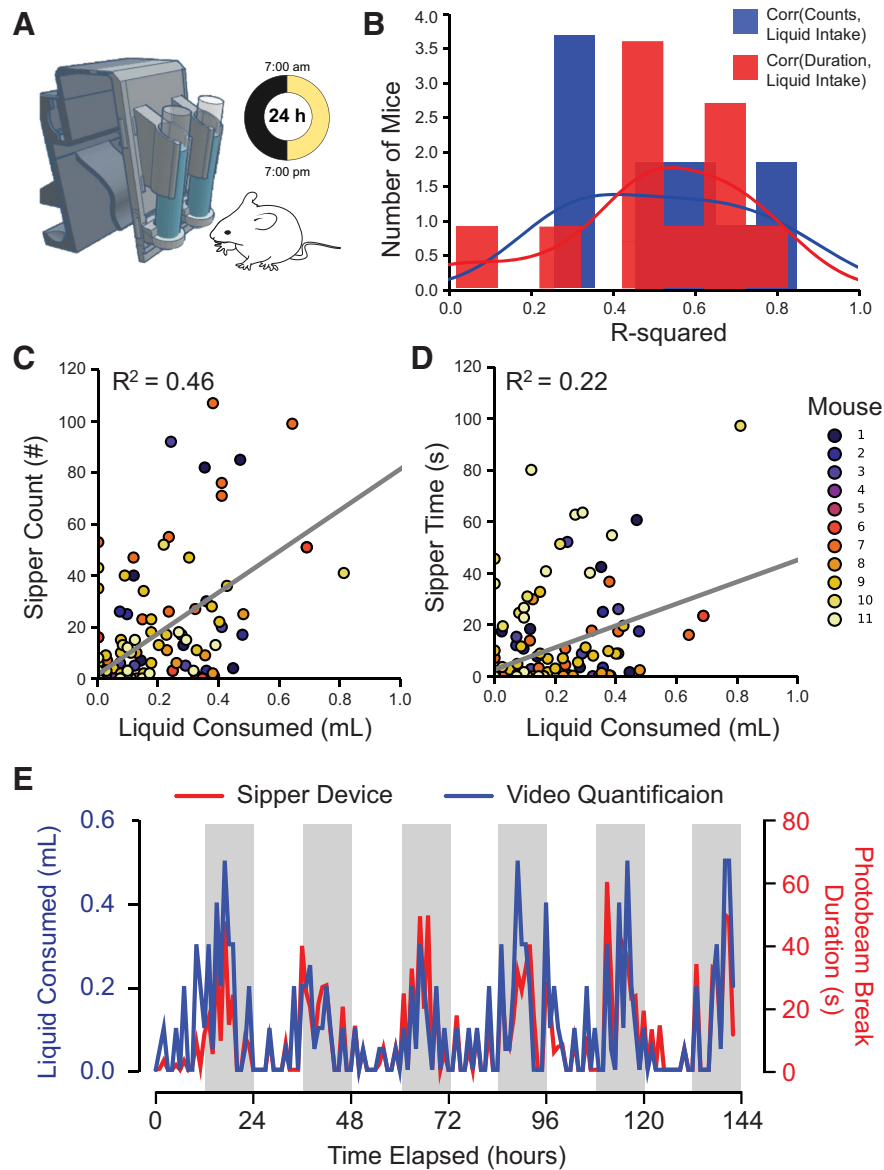 A
7:00 am
24 h
7:00 pm
B
Corr(Counts,
Liquid Intake)
Corr(Duration,
Liquid Intake)
Number of Mice
4.0
3.5
3.0
2.5
2.0
1.5
1.0
0.5
0.0
0.0 0.2 0.4 0.6 0.8 1.0
R-squared
C
R² = 0.46
Sipper Count (#)
120
100
80
60
40
20
0
0.0 0.2 0.4 0.6 0.8 1.0
Liquid Consumed (mL)
D
R² = 0.22
Sipper Time (s)
120
100
80
60
40
20
0
0.0 0.2 0.4 0.6 0.8 1.0
Liquid Consumed (mL)
Mouse
1
2
3
4
5
6
7
8
9
10
11
E
Sipper Device
Video Quantificaion
Liquid Consumed (mL)
0.6
0.4
0.2
0.0
80
60
40
20
0
Photobeam Break
Duration (s)
0 24 48 72 96 120 144
Time Elapsed (hours)